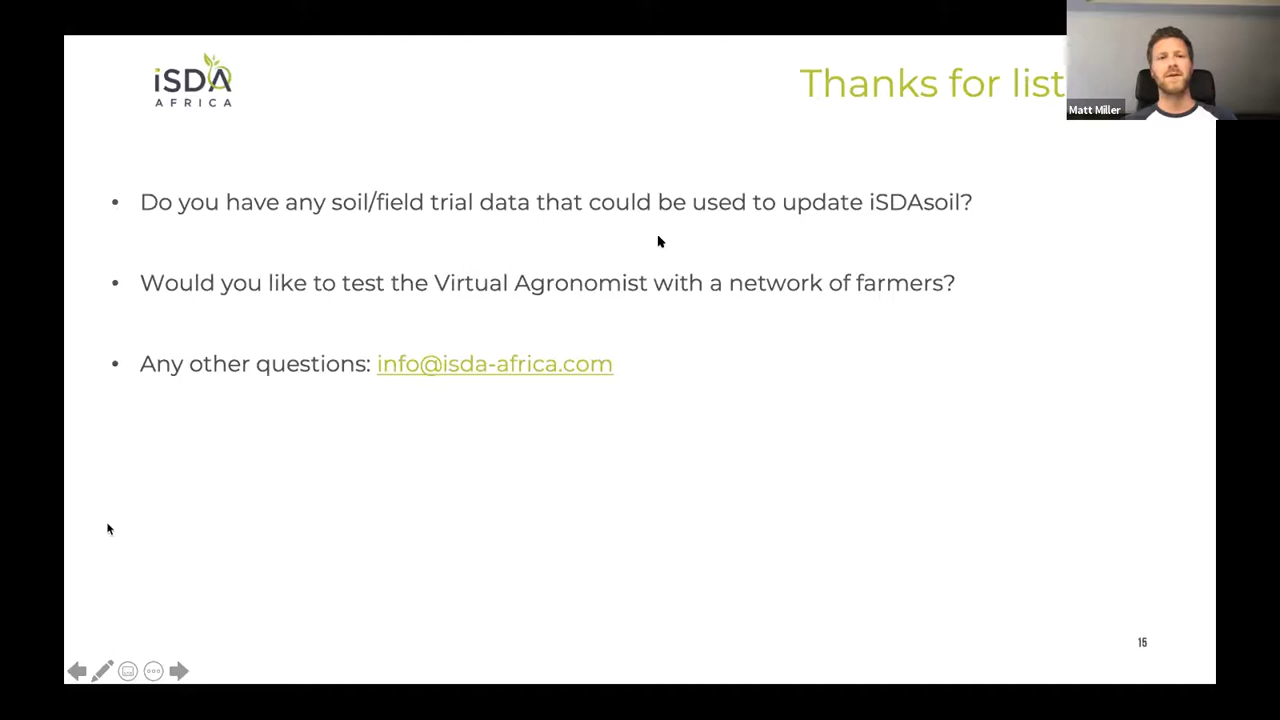 iSDA
AFRICA
Thanks for list
Matt Miller
• Do you have any soil/field trial data that could be used to update iSDAsoil?
• Would you like to test the Virtual Agronomist with a network of farmers?
• Any other questions: info@isda-africa.com
15